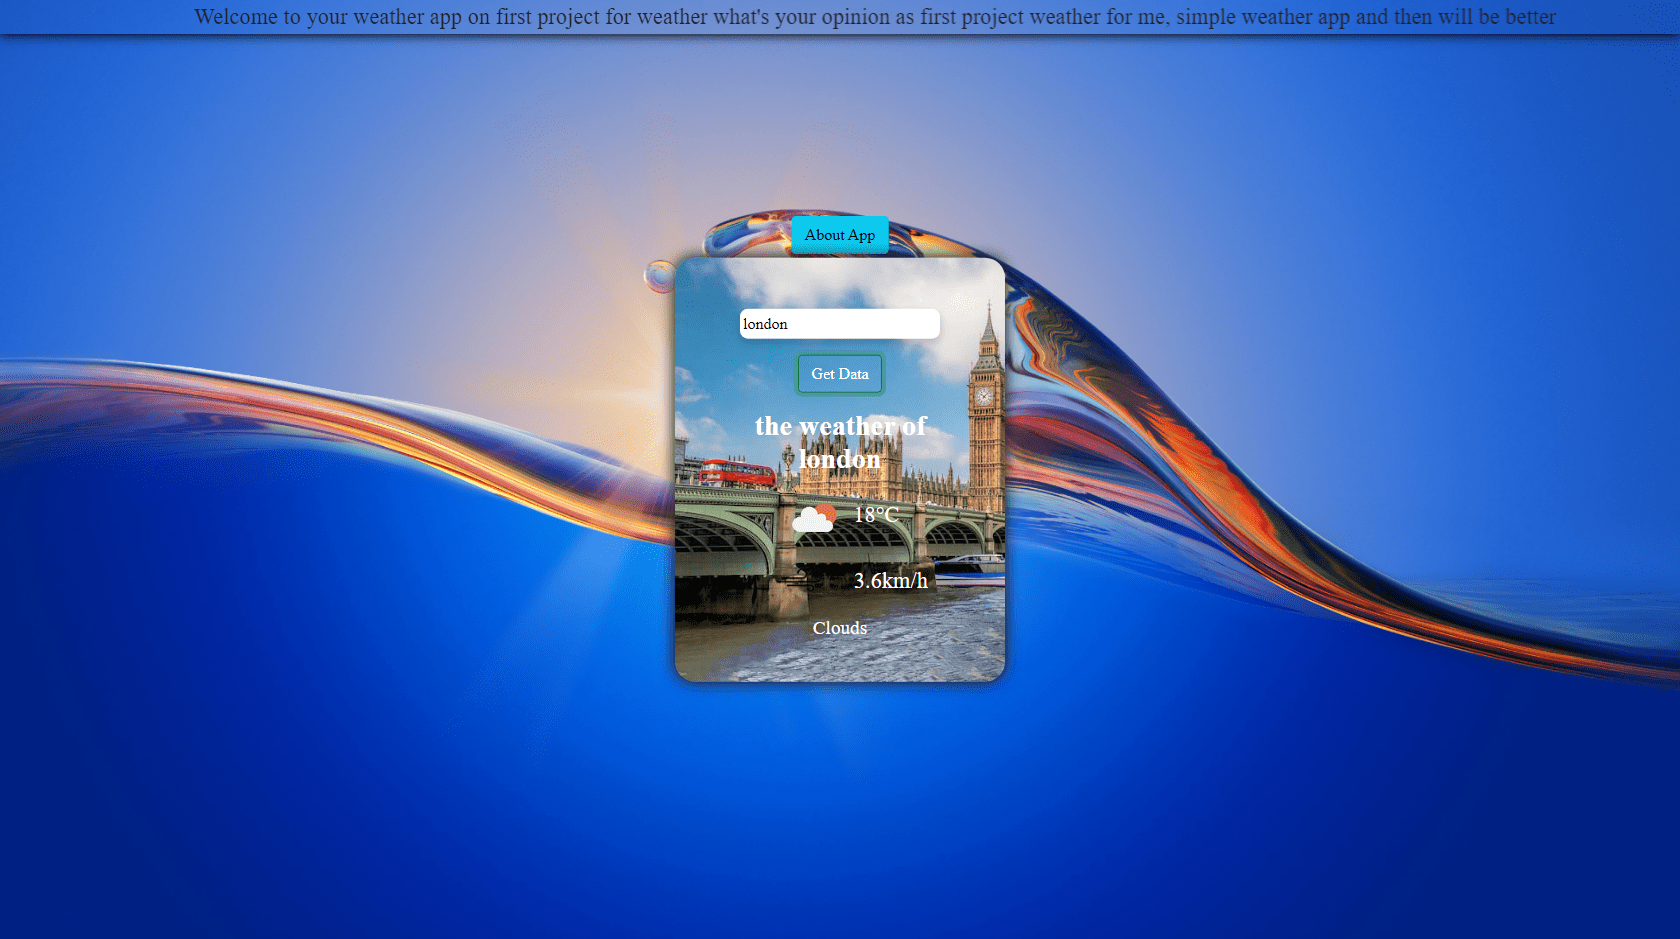 Welcome to your weather app on first project for weather what's your opinion as first project weather for me, simple weather app and then will be better
About App
london
Get Data
the weather of
london
18°C
3.6km/h
Clouds